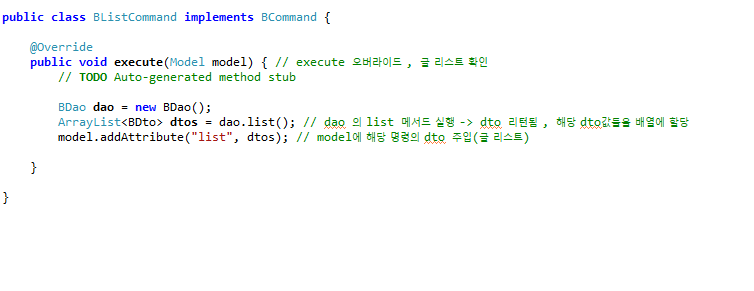 public class BListCommand implements BCommand {
@Override
public void execute(Model model) { // execute 오버라이드 , 글 리스트 확인
// TODO Auto-generated method stub
BDao dao = new BDao();
ArrayList<BDto> dtos = dao.list(); // dao 의 list 메서드 실행 -> dto 리턴됨 , 해당 dto값들을 배열에 할당
model.addAttribute("list", dtos); // model에 해당 명령의 dto 주입(글 리스트)
}
}